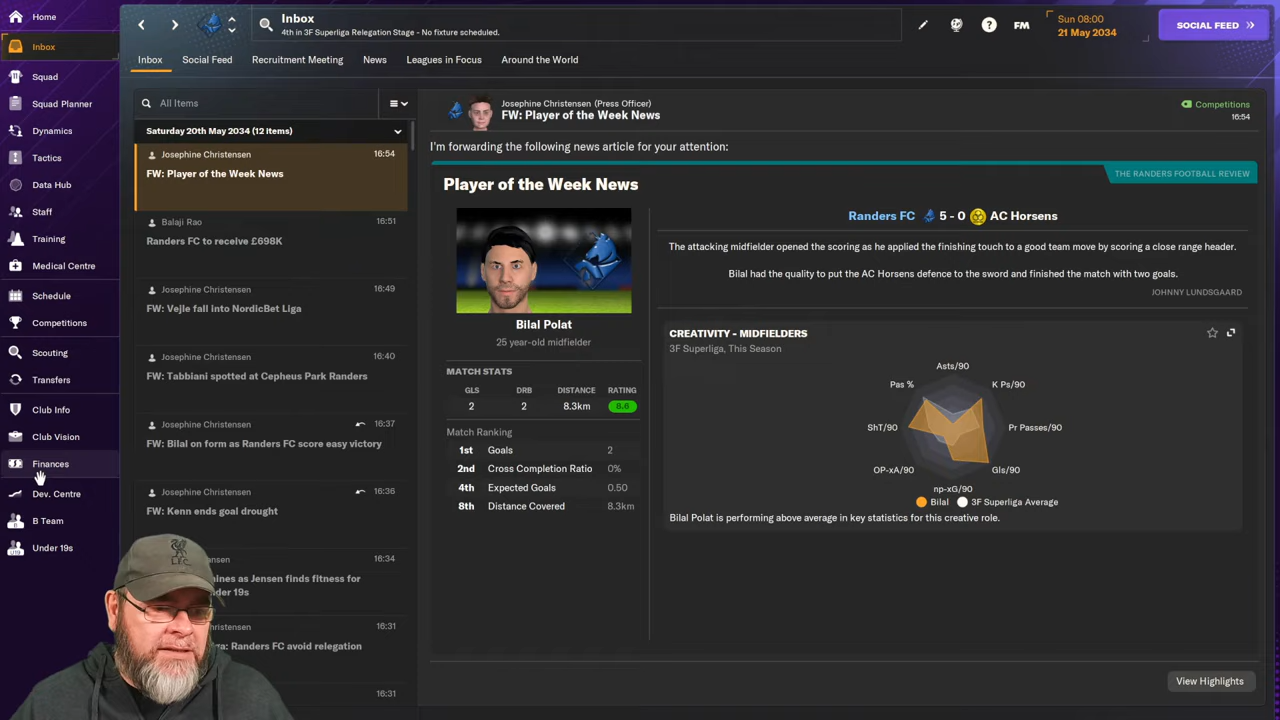 Home
Inbox
Squad
Squad Planner
Dynamics
Tactics
Data Hub
Staff
Training
Medical Centre
Schedule
Competitions
Scouting
Transfers
Club Info
Club Vision
Finances
Dev. Centre
B Team
Under 19s
Inbox
4th in 3F Superliga Relegation Stage - No fixture scheduled.
FM
Sun 08:00
21 May 2034
SOCIAL FEED
Inbox
Social Feed
Recruitment Meeting
News
Leagues in Focus
Around the World
All Items
Saturday 20th May 2034 (12 Items)
Josephine Christensen 16:54
FW: Player of the Week News
Balaji Rao 16:51
Randers FC to receive £698K
Josephine Christensen 16:49
FW: Vejle fall into NordicBet Liga
Josephine Christensen 16:40
FW: Tabbiani spotted at Cepheus Park Randers
Josephine Christensen 16:37
FW: Bilal on form as Randers FC score easy victory
Josephine Christensen 16:36
FW: Kenn ends goal drought
16:34
as Jensen finds fitness for
16:31
Randers FC avoid relegation
16:31
Josephine Christensen (Press Officer)
FW: Player of the Week News
Competitions
16:54
I'm forwarding the following news article for your attention:
THE RANDERS FOOTBALL REVIEW
Player of the Week News
Bilal Polat
25 year-old midfielder
MATCH STATS
GLS DRB DISTANCE RATING
2 2 8.3km 8.6
Match Ranking
1st Goals 2
2nd Cross Completion Ratio 0%
4th Expected Goals 0.50
8th Distance Covered 8.3km
Randers FC 5 - 0 AC Horsens
The attacking midfielder opened the scoring as he applied the finishing touch to a good team move by scoring a close range header.
Bilal had the quality to put the AC Horsens defence to the sword and finished the match with two goals.
JOHNNY LUNDSGAARD
CREATIVITY - MIDFIELDERS
3F Superliga, This Season
Asts/90
Pas %
K Ps/90
ShT/90
Pr Passes/90
OP-xA/90
Gls/90
np-xG/90
Bilal 3F Superliga Average
Bilal Polat is performing above average in key statistics for this creative role.
View Highlights
L.F.C.